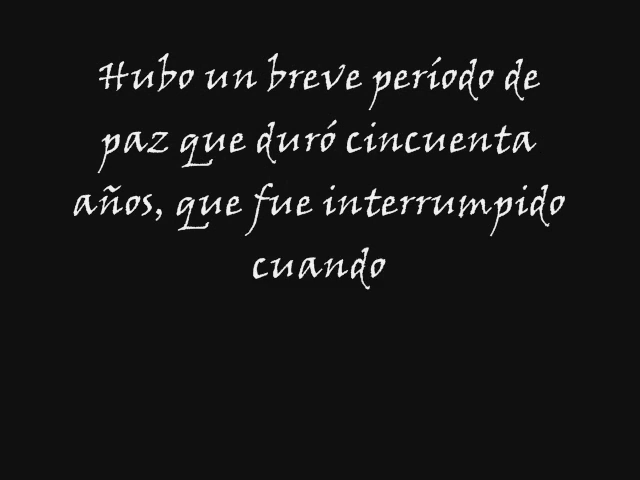 Hubo un breve período de
paz que duró cincuenta
años, que fue interrumpido
cuando